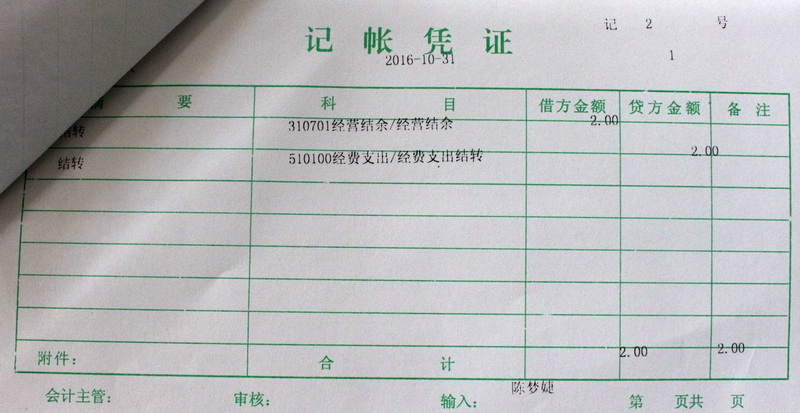 记 2 号
记帐凭证
2016-10-31 1
要 科目 借方金额 贷方金额 备注
结转 310701经营结余/经营结余 2.00
结转 510100经费支出/经费支出结转 2.00
附件： 合计 2.00 2.00
会计主管： 审核： 输入： 陈梦婕 第 页共 页